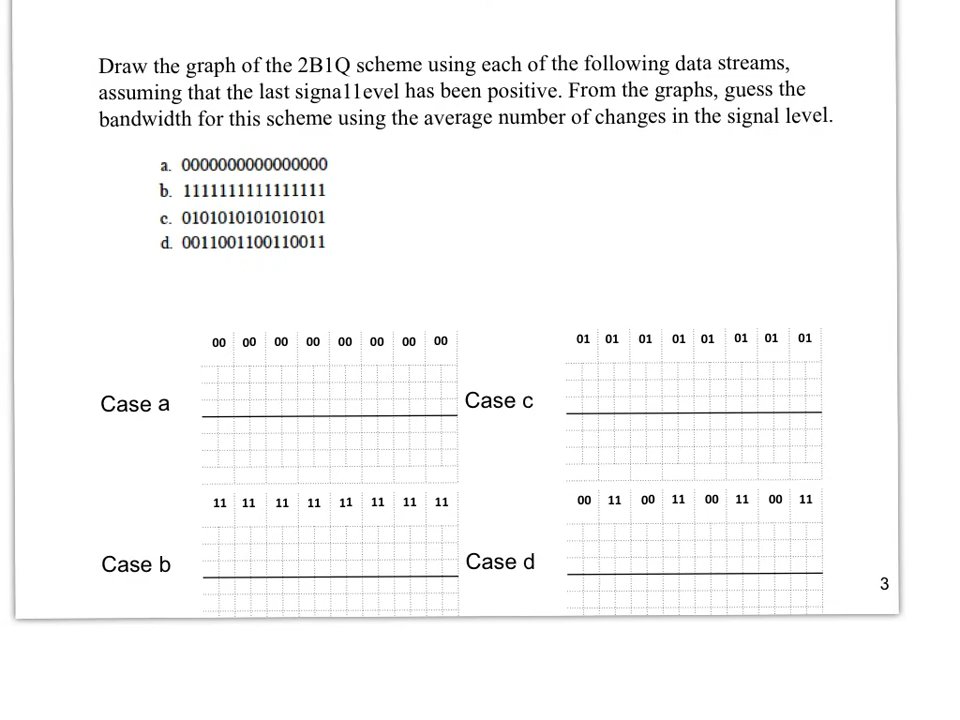 Draw the graph of the 2B1Q scheme using each of the following data streams,
assuming that the last signa1 1evel has been positive. From the graphs, guess the
bandwidth for this scheme using the average number of changes in the signal level.
a. 0000000000000000
b. 1111111111111111
c. 0101010101010101
d. 0011001100110011
00 00 00 00 00 00 00 00
Case a
01 01 01 01 01 01 01 01
Case c
11 11 11 11 11 11 11 11
Case b
00 11 00 11 00 11 00 11
Case d
3